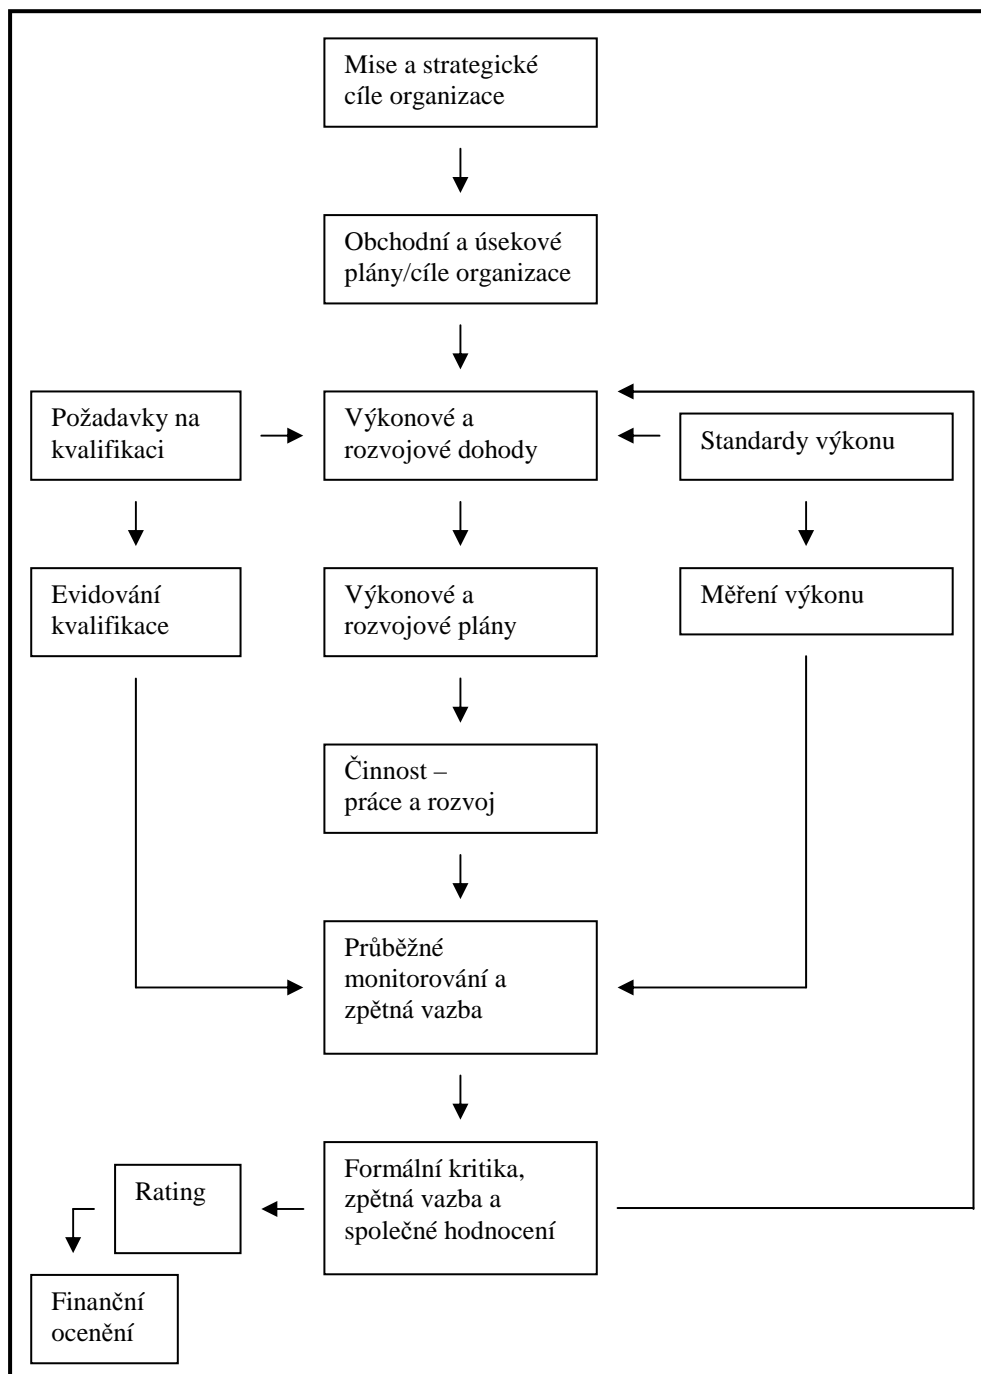 Mise a strategické
cíle organizace
Obchodní a úsekové
plány/cíle organizace
Požadavky na
kvalifikaci
Výkonové a
rozvojové dohody
Standardy výkonu
Evidování
kvalifikace
Výkonové a
rozvojové plány
Měření výkonu
Činnost –
práce a rozvoj
Průběžné
monitorování a
zpětná vazba
Rating
Formální kritika,
zpětná vazba a
společné hodnocení
Finanční
ocenění